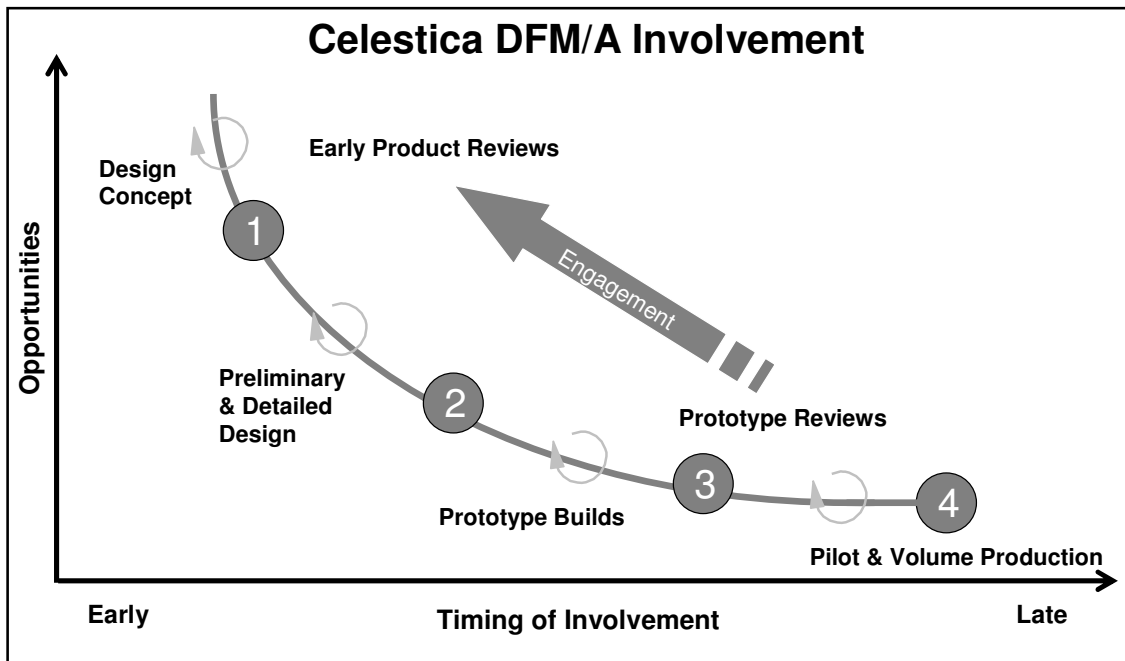 Celestica DFM/A Involvement
Early Product Reviews
Design
Concept
1
Engagement
Opportunities
Preliminary
& Detailed
Design
2
Prototype Reviews
3
4
Prototype Builds
Pilot & Volume Production
Early
Timing of Involvement
Late